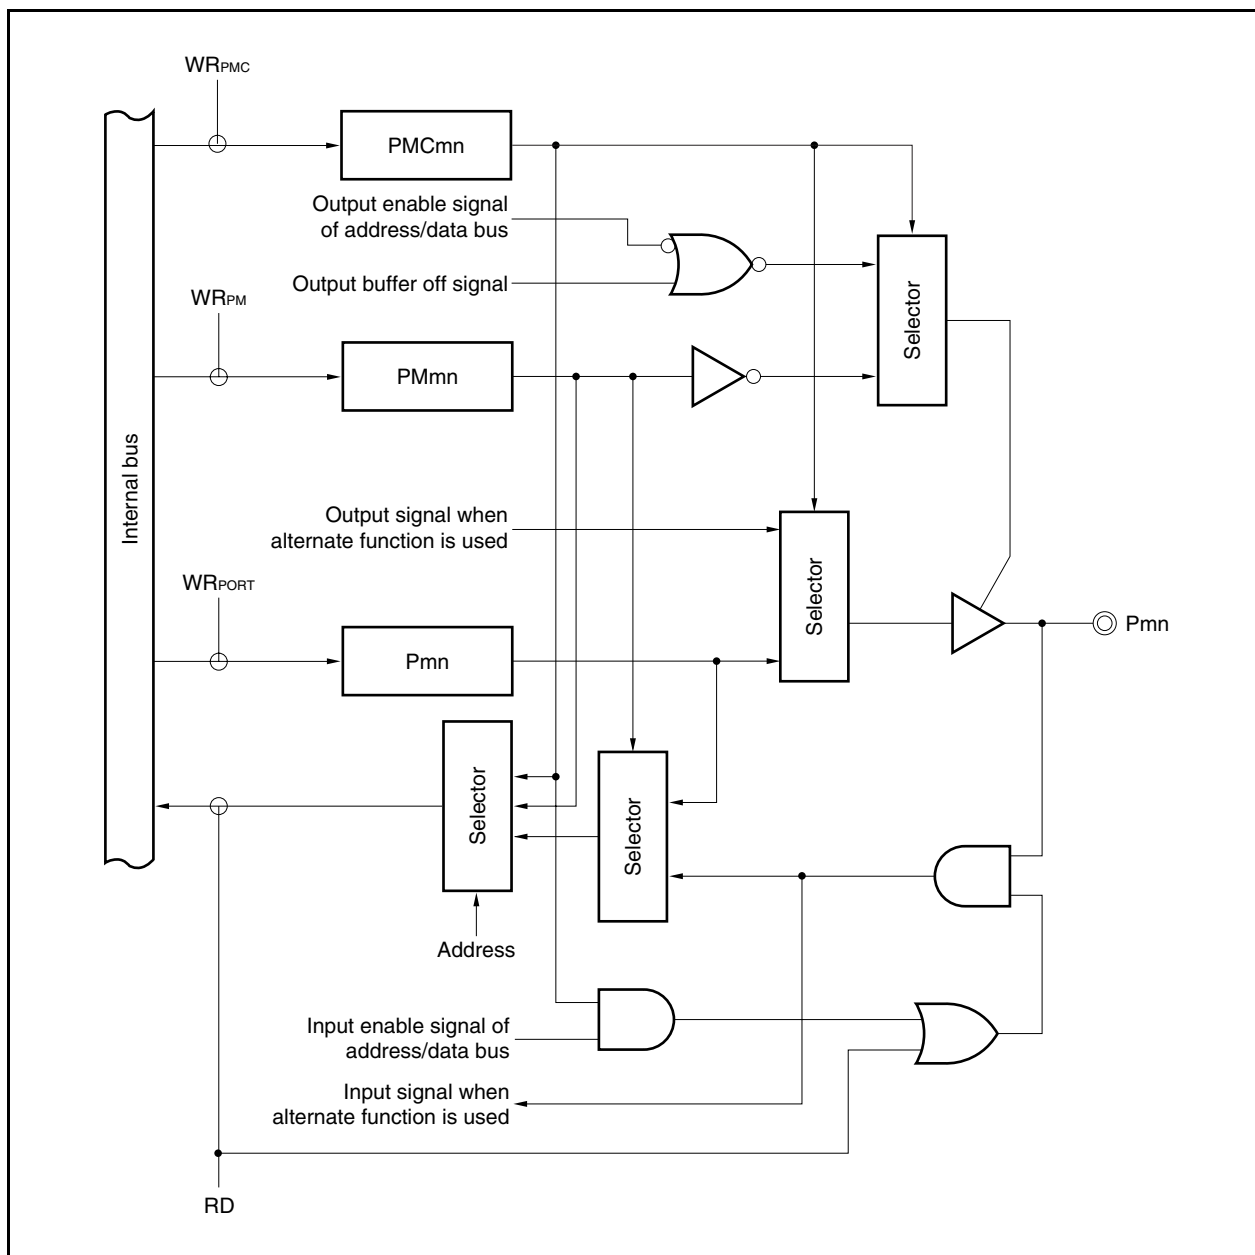 WRPMC
PMCmn
Output enable signal
of address/data bus
Output buffer off signal
Selector
WRPM
PMmn
Internal bus
Output signal when
alternate function is used
Selector
WRPORT
Pmn
Pmn
Selector
Selector
Address
Input enable signal of
address/data bus
Input signal when
alternate function is used
RD